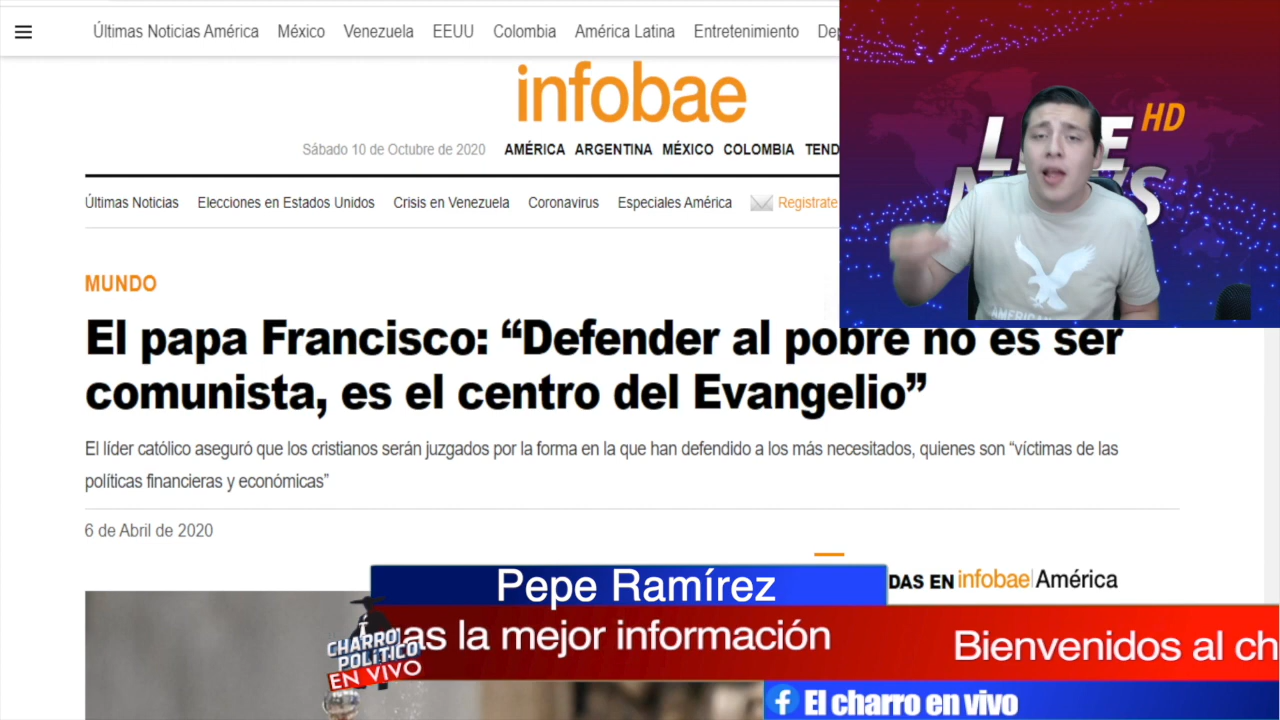 Últimas Noticias América México Venezuela EEUU Colombia América Latina Entretenimiento
infobae
Sábado 10 de Octubre de 2020 AMÉRICA ARGENTINA MÉXICO COLOMBIA TEND
Últimas Noticias Elecciones en Estados Unidos Crisis en Venezuela Coronavirus Especiales América Registrate
HD
MUNDO
El papa Francisco: “Defender al pobre no es ser
comunista, es el centro del Evangelio”
El líder católico aseguró que los cristianos serán juzgados por la forma en la que han defendido a los más necesitados, quienes son “víctimas de las
políticas financieras y económicas”
6 de Abril de 2020
DAS EN infobae América
Pepe Ramírez
gas la mejor información
Bienvenidos al ch
CHARRO
POLÍTICO
EN VIVO
f El charro en vivo